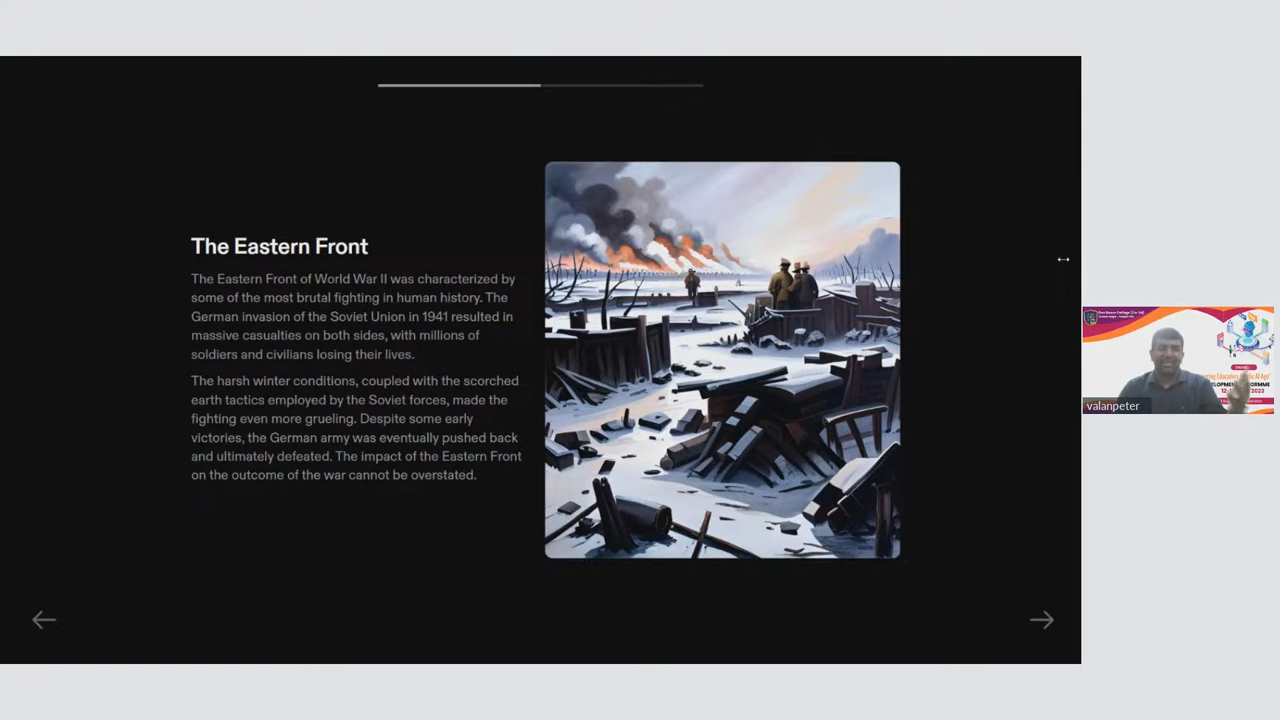 The Eastern Front
The Eastern Front of World War II was characterized by
some of the most brutal fighting in human history. The
German invasion of the Soviet Union in 1941 resulted in
massive casualties on both sides, with millions of
soldiers and civilians losing their lives.
The harsh winter conditions, coupled with the scorched
earth tactics employed by the Soviet forces, made the
fighting even more grueling. Despite some early
victories, the German army was eventually pushed back
and ultimately defeated. The impact of the Eastern Front
on the outcome of the war cannot be overstated.
Don Bosco College (Co-Ed)
valanpeter